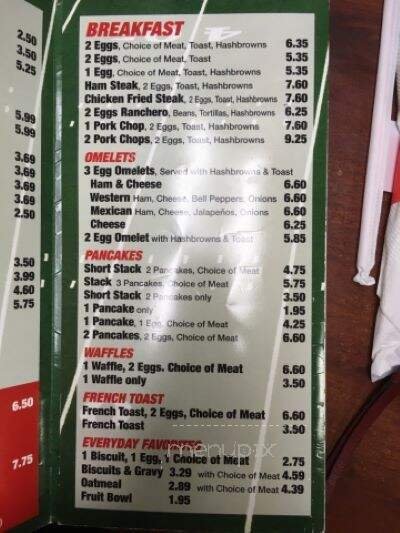 2.50
3.50
5.25
5.99
5.99
3.69
3.69
3.69
3.69
2.50
3.50
3.99
4.60
5.75
6.50
7.75
BREAKFAST
2 Eggs, Choice of Meat, Toast, Hashbrowns 6.35
2 Eggs, Choice of Meat, Toast 5.35
1 Egg, Choice of Meat, Toast, Hashbrowns 5.35
Ham Steak, 2 Eggs, Toast, Hashbrowns 7.60
Chicken Fried Steak, 2 Eggs, Toast, Hashbrowns 7.60
2 Eggs Ranchero, Beans, Tortillas, Hashbrowns 6.25
1 Pork Chop, 2 Eggs, Toast, Hashbrowns 7.60
2 Pork Chops, 2 Eggs, Toast, Hashbrowns 9.25
OMELETS
3 Egg Omelets, Served with Hashbrowns & Toast
Ham & Cheese 6.60
Western Ham, Cheese, Bell Peppers, Onions 6.60
Mexican Ham, Cheese, Jalapeños, Onions 6.60
Cheese 6.25
2 Egg Omelet with Hashbrowns & Toast 5.85
PANCAKES
Short Stack 2 Pancakes, Choice of Meat 4.75
Stack 3 Pancakes, Choice of Meat 5.75
Short Stack 2 Pancakes only 3.50
1 Pancake only 1.95
1 Pancake, 1 Egg, Choice of Meat 4.25
2 Pancakes, 2 Eggs, Choice of Meat 6.60
WAFFLES
1 Waffle, 2 Eggs. Choice of Meat 6.60
1 Waffle only 3.50
FRENCH TOAST
French Toast, 2 Eggs, Choice of Meat 6.60
French Toast 3.50
EVERYDAY FAVORITES
menupix
1 Biscuit, 1 Egg, 1 Choice of Meat 2.75
Biscuits & Gravy 3.29 with Choice of Meat 4.59
Oatmeal 2.89 with Choice of Meat 4.39
Fruit Bowl 1.95